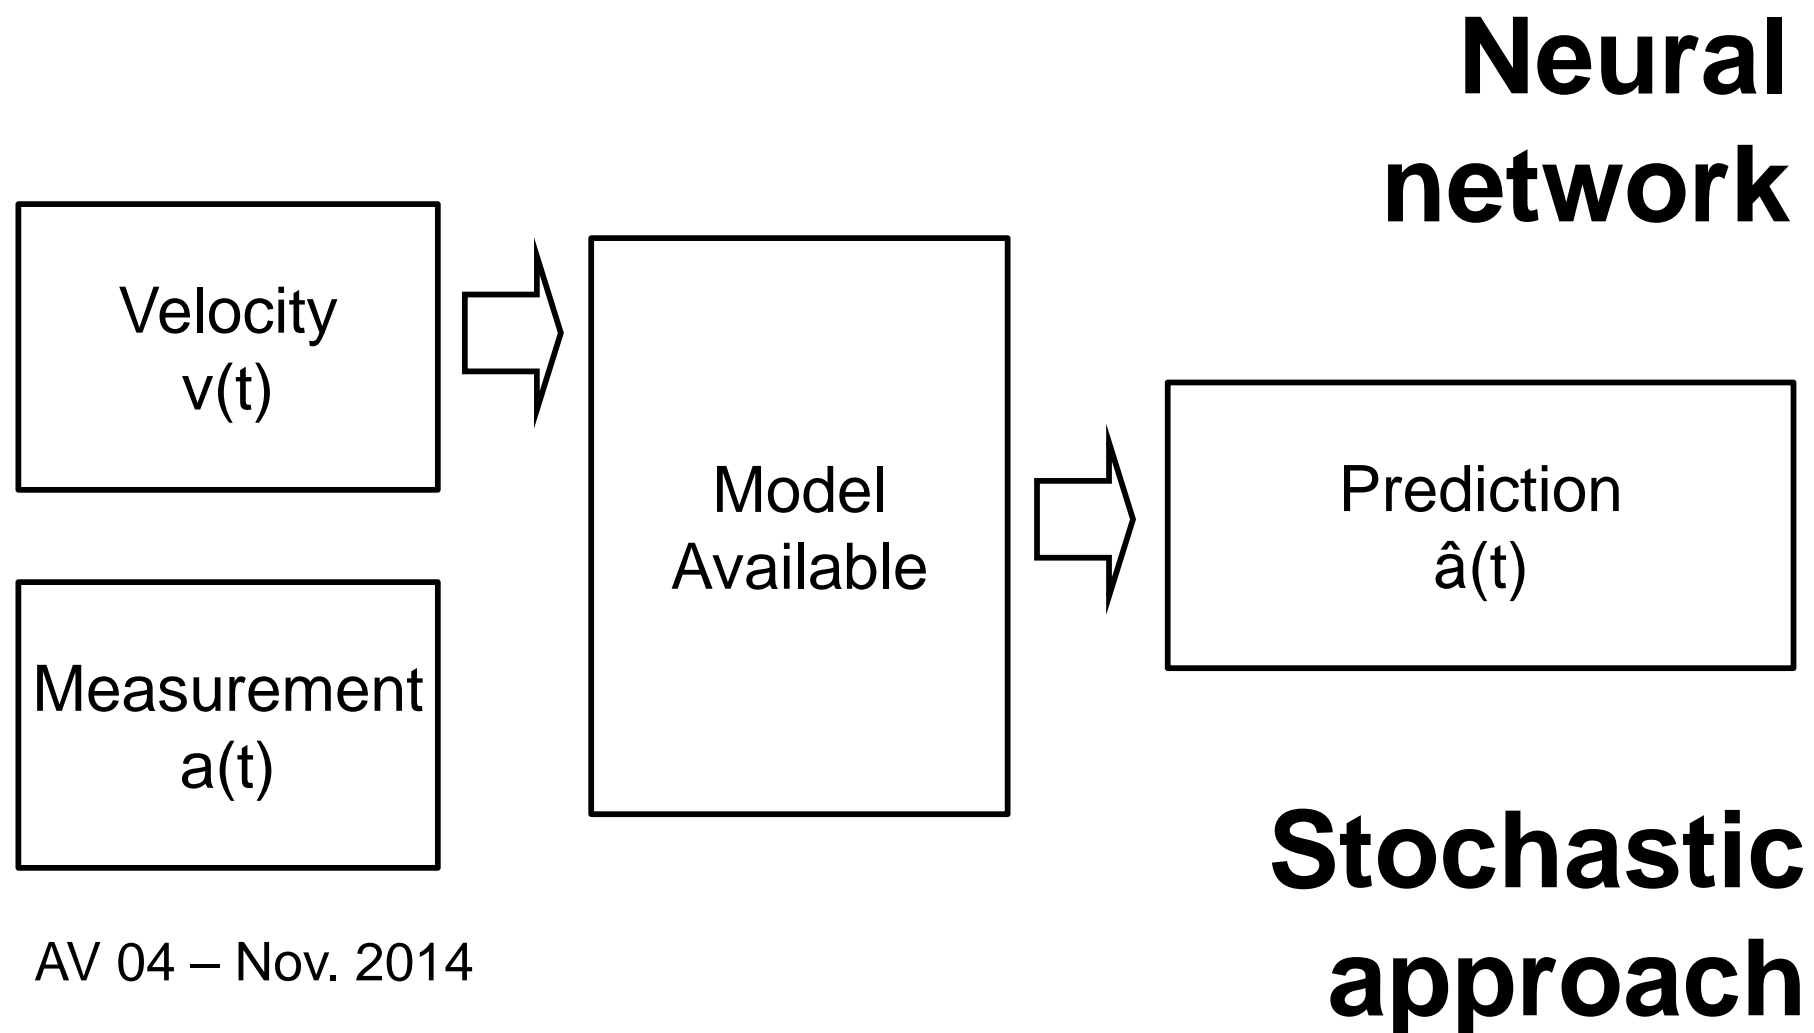 Neural
network
Velocity
v(t)
Model
Available
Prediction
â(t)
Measurement
a(t)
Stochastic
approach
AV 04 – Nov. 2014